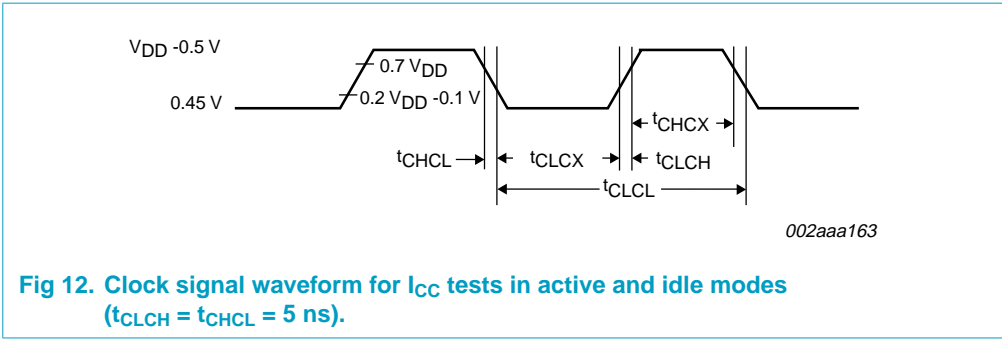 VDD -0.5 V
0.7 VDD
0.2 VDD -0.1 V
0.45 V
tCHCX
tCHCL
tCLCX
tCLCH
tCLCL
002aaa163
Fig 12. Clock signal waveform for ICC tests in active and idle modes
(tCLCH = tCHCL = 5 ns).